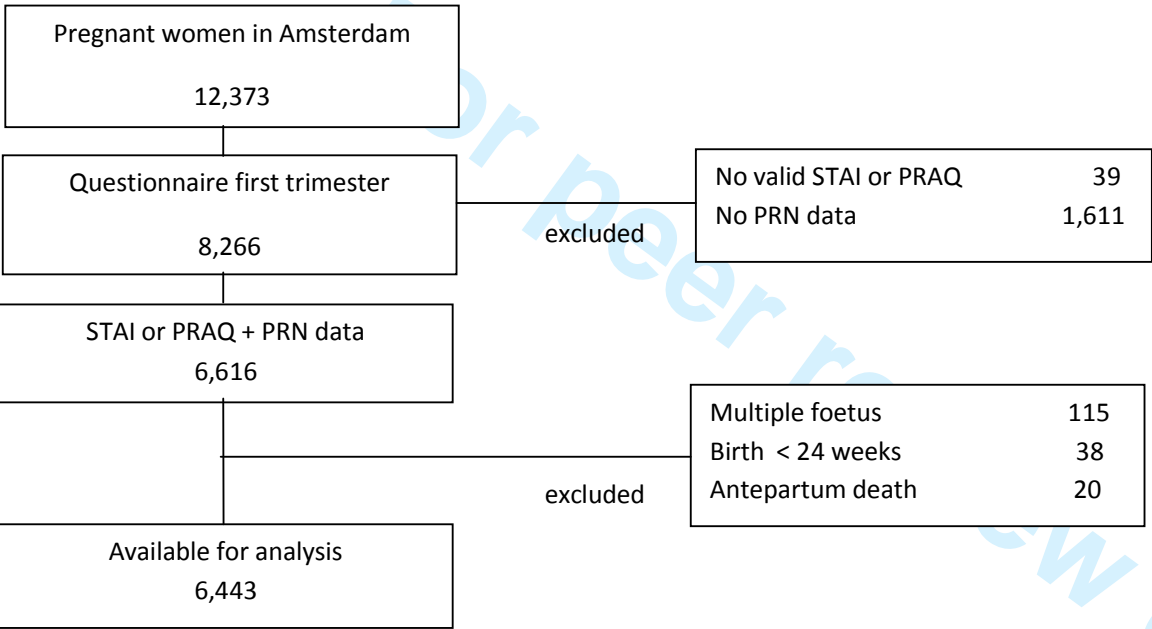 Pregnant women in Amsterdam
12,373
Questionnaire first trimester
8,266
excluded
No valid STAI or PRAQ 39
No PRN data 1,611
STAI or PRAQ + PRN data
6,616
excluded
Multiple foetus 115
Birth < 24 weeks 38
Antepartum death 20
Available for analysis
6,443
or peer review